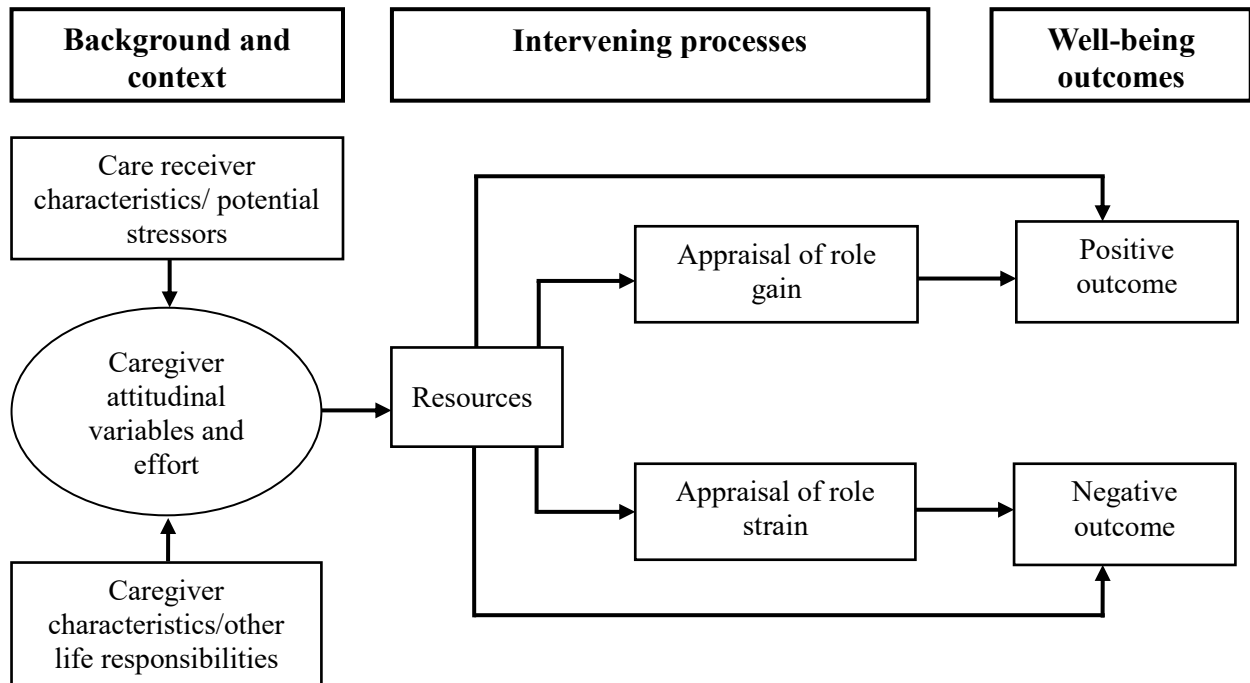 Background and
context
Intervening processes
Well-being
outcomes
Care receiver
characteristics/ potential
stressors
Caregiver
attitudinal
variables and
effort
Caregiver
characteristics/other
life responsibilities
Resources
Appraisal of role
gain
Appraisal of role
strain
Positive
outcome
Negative
outcome